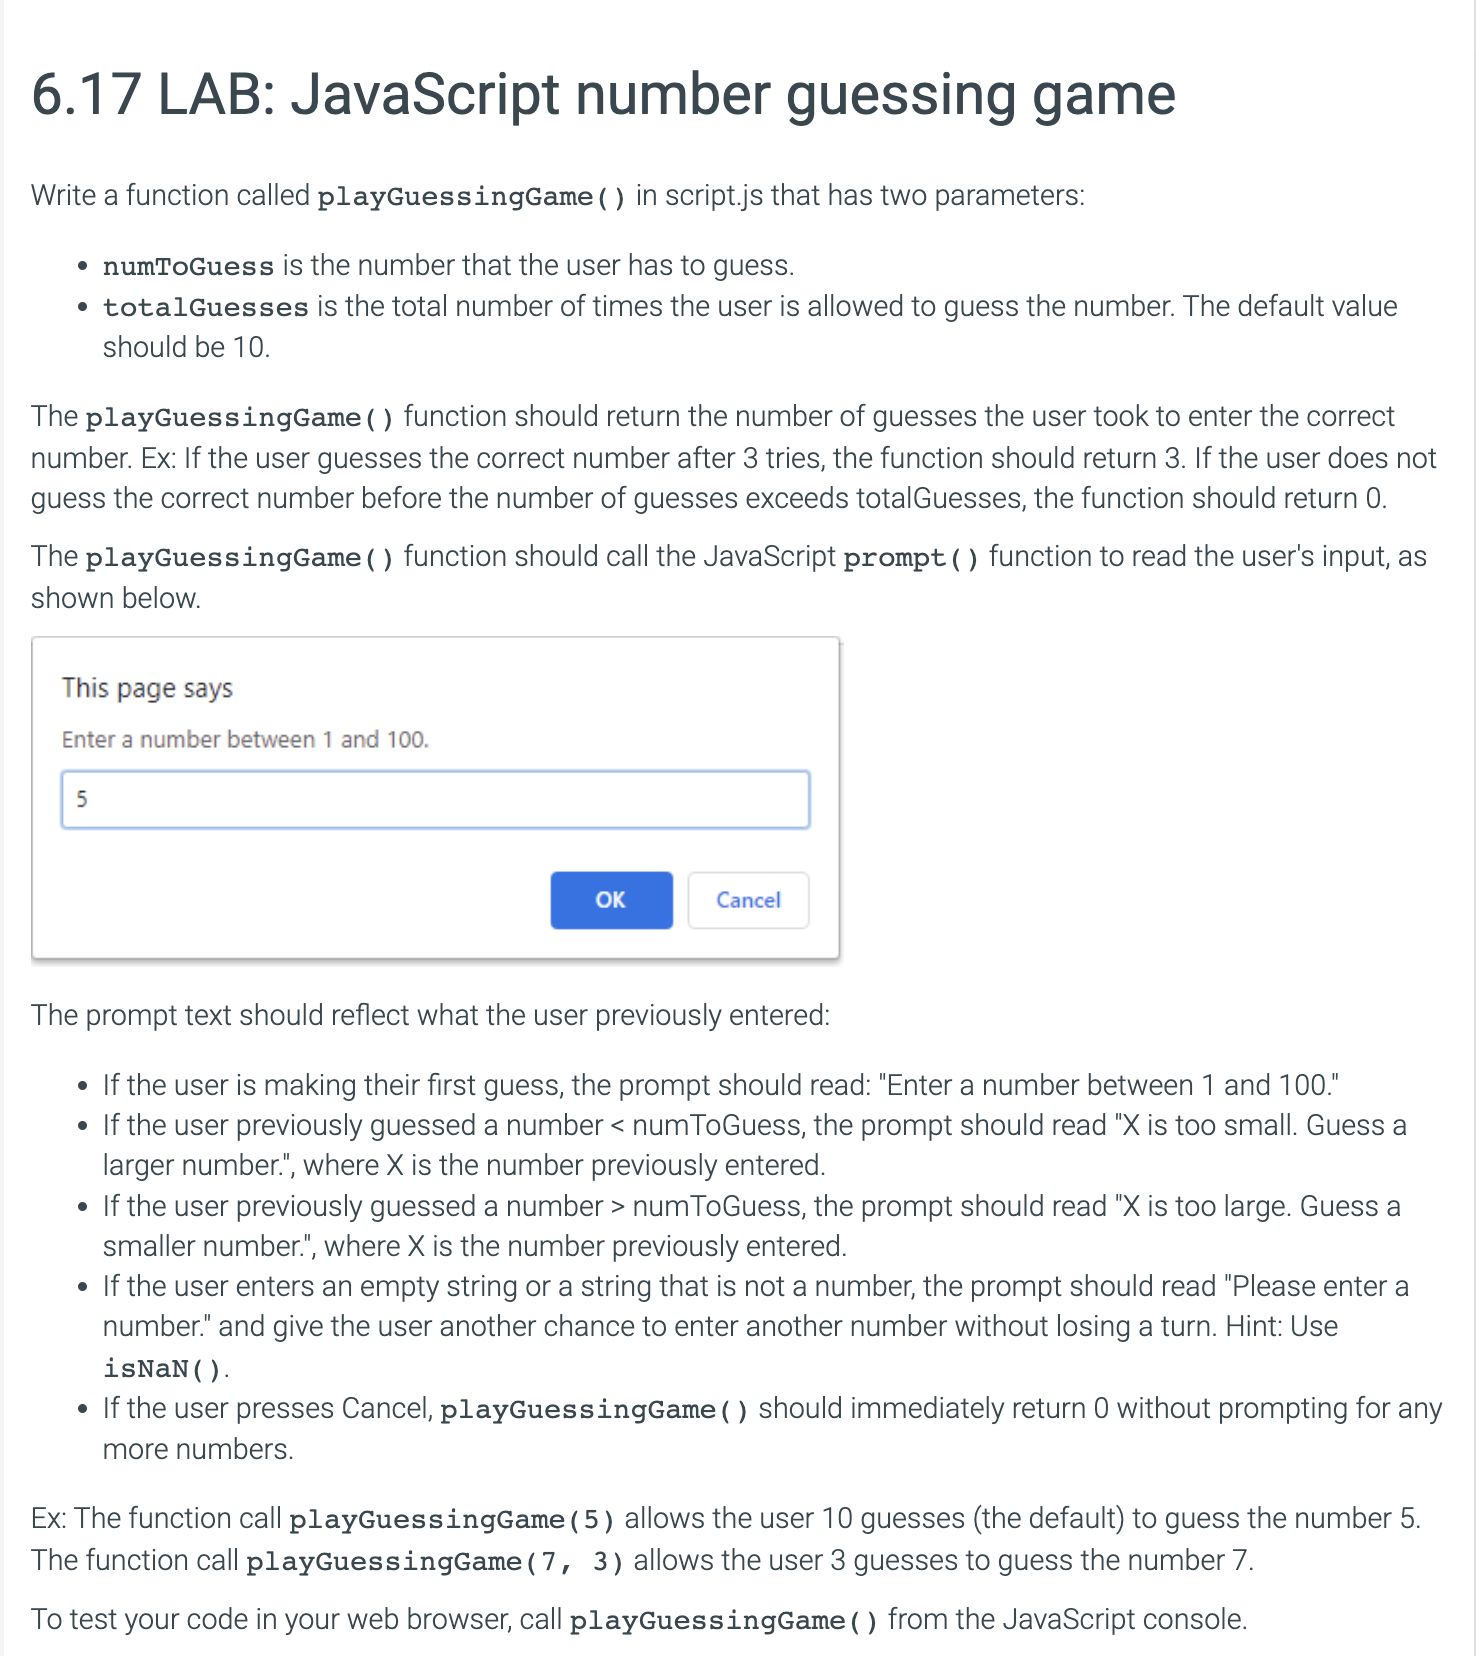 6.17 LAB: JavaScript number guessing game
Write a function called playGuessingGame() in script.js that has two parameters:
• numToGuess is the number that the user has to guess.
• totalGuesses is the total number of times the user is allowed to guess the number. The default value
should be 10.
The playGuessingGame() function should return the number of guesses the user took to enter the correct
number. Ex: If the user guesses the correct number after 3 tries, the function should return 3. If the user does not
guess the correct number before the number of guesses exceeds totalGuesses, the function should return 0.
The playGuessingGame() function should call the JavaScript prompt() function to read the user's input, as
shown below.
This page says
Enter a number between 1 and 100.
5
OK Cancel
The prompt text should reflect what the user previously entered:
• If the user is making their first guess, the prompt should read: "Enter a number between 1 and 100."
• If the user previously guessed a number < numToGuess, the prompt should read "X is too small. Guess a
larger number.", where X is the number previously entered.
• If the user previously guessed a number > numToGuess, the prompt should read "X is too large. Guess a
smaller number.", where X is the number previously entered.
• If the user enters an empty string or a string that is not a number, the prompt should read "Please enter a
number." and give the user another chance to enter another number without losing a turn. Hint: Use
isNaN().
• If the user presses Cancel, playGuessingGame() should immediately return 0 without prompting for any
more numbers.
Ex: The function call playGuessingGame(5) allows the user 10 guesses (the default) to guess the number 5.
The function call playGuessingGame(7, 3) allows the user 3 guesses to guess the number 7.
To test your code in your web browser, call playGuessingGame() from the JavaScript console.